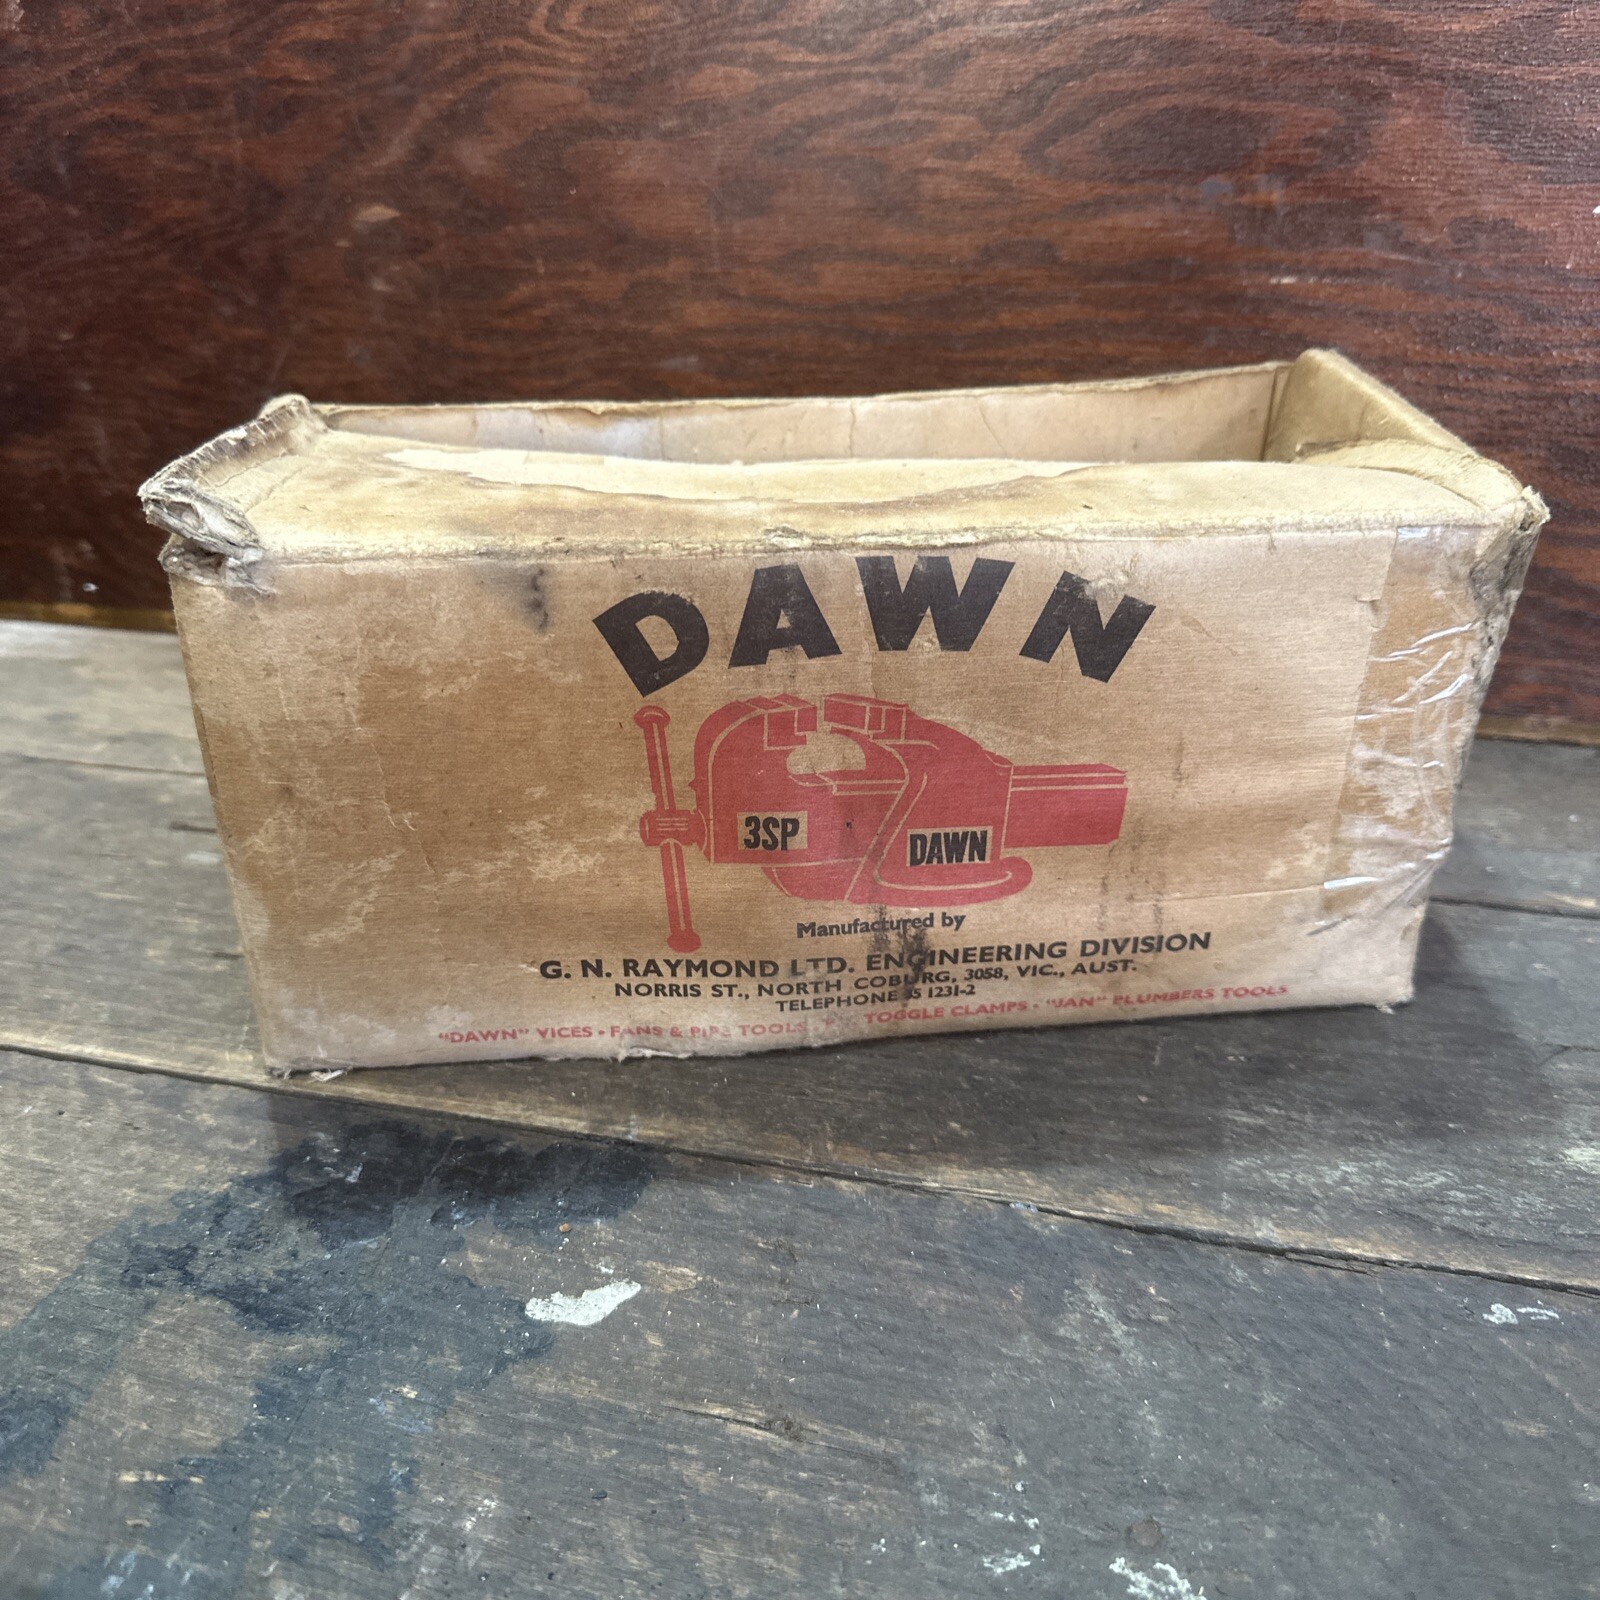 DAWN
3SP
DAWN
Manufactured by
G. N. RAYMOND LTD. ENGINEERING DIVISION
NORRIS ST., NORTH COBURG, 3058, VIC., AUST.
TELEPHONE 35 1231-2
"DAWN" VICES • FANS & PIPE TOOLS • TOGGLE CLAMPS • "JAN" PLUMBERS TOOLS